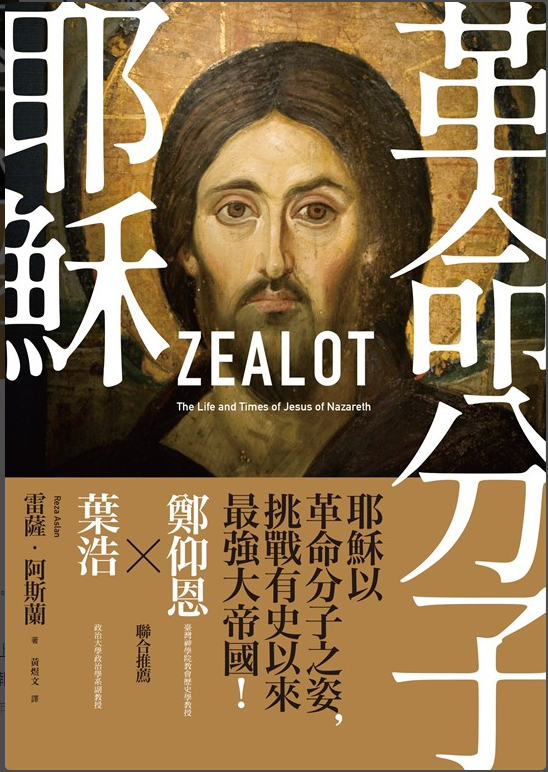 革命分子
耶穌
ZEALOT
The Life and Times of Jesus of Nazareth
耶穌以
革命分子之姿，
挑戰有史以來
最強大帝國！
鄭仰恩
臺灣神學院教會歷史學教授
×
聯合推薦
葉浩
政治大學政治學系副教授
Reza Aslan
雷薩．阿斯蘭 著
黃煜文 譯